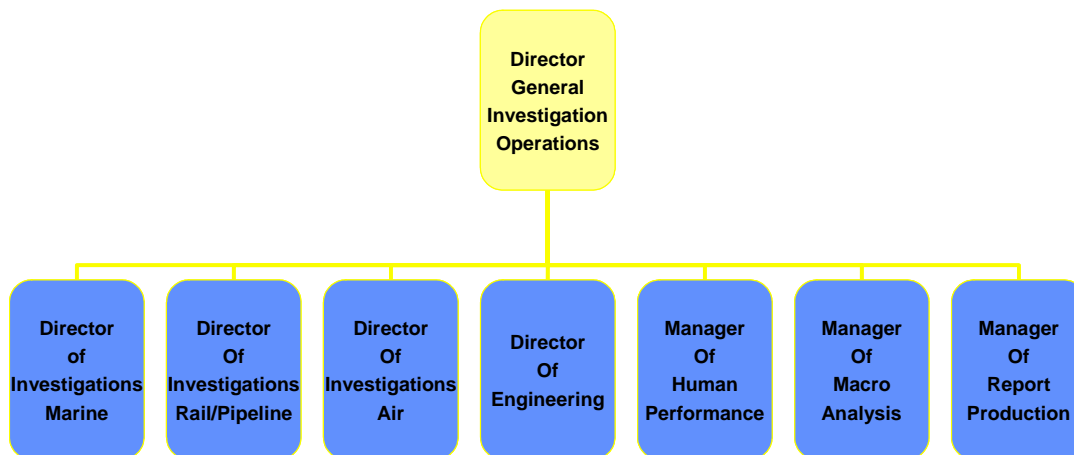 Director
General
Investigation
Operations
Director
of
Investigations
Marine
Director
Of
Investigations
Rail/Pipeline
Director
Of
Investigations
Air
Director
Of
Engineering
Manager
Of
Human
Performance
Manager
Of
Macro
Analysis
Manager
Of
Report
Production